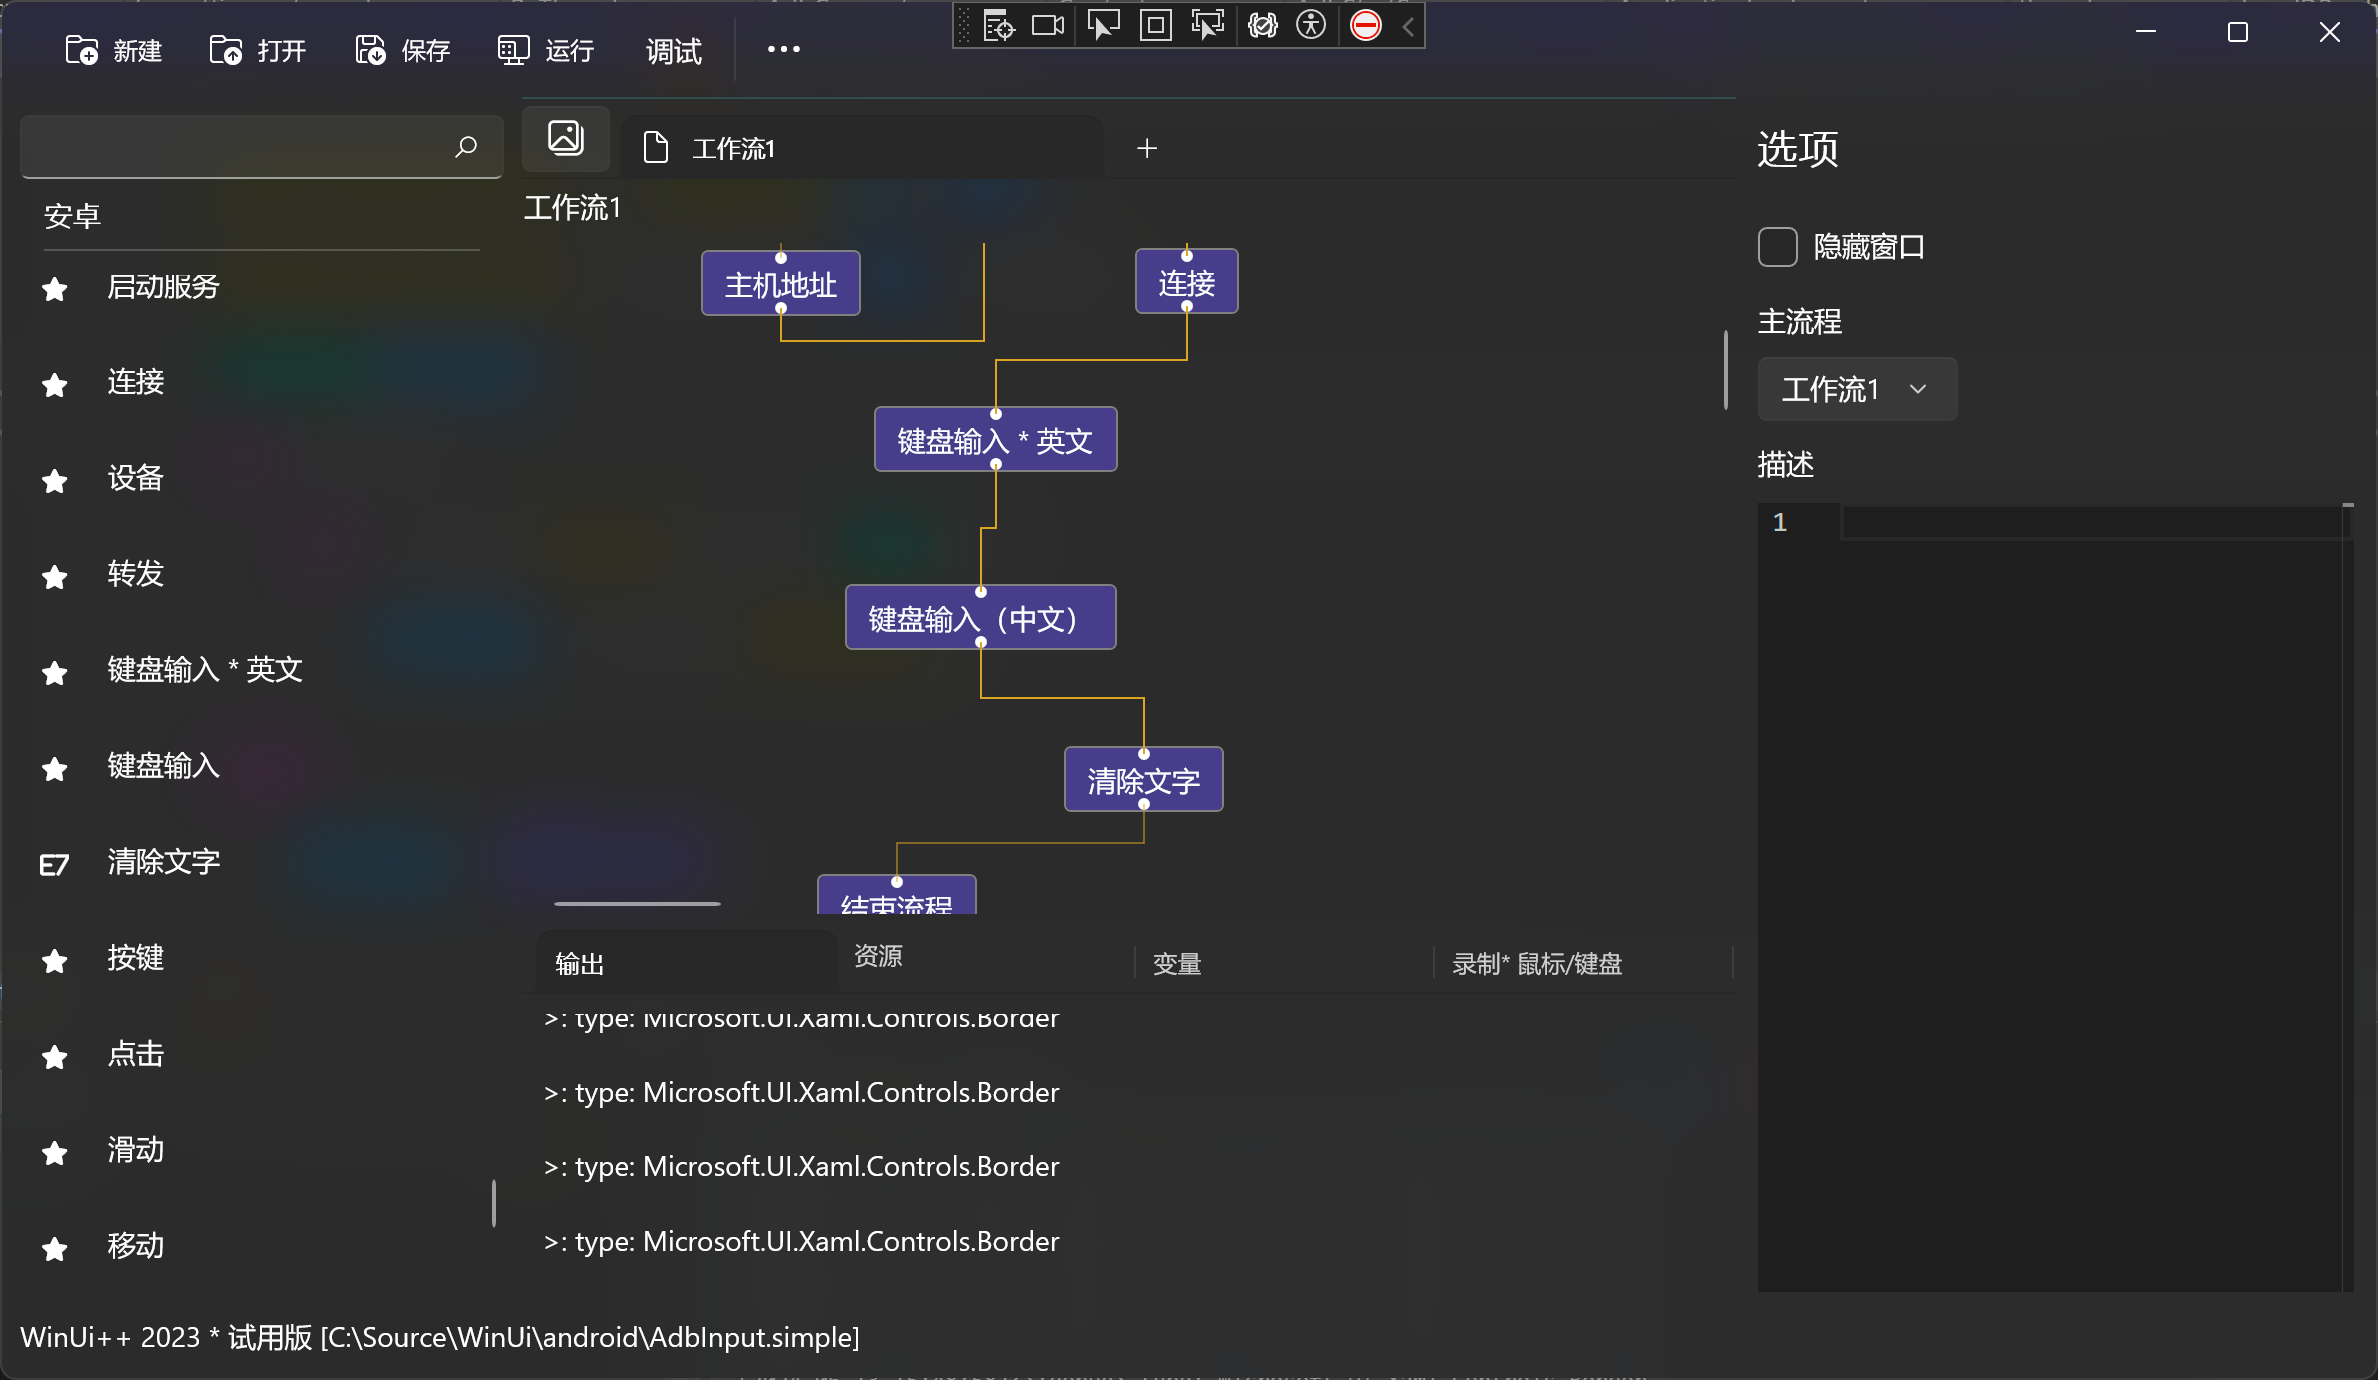 新建
打开
保存
运行
调试
工作流1
选项
安卓
启动服务
连接
设备
转发
键盘输入 * 英文
键盘输入
清除文字
按键
点击
滑动
移动
工作流1
主机地址
连接
键盘输入 * 英文
键盘输入（中文）
清除文字
结束流程
隐藏窗口
主流程
工作流1
描述
1
输出
资源
变量
录制* 鼠标/键盘
>: type: Microsoft.UI.Xaml.Controls.Border
>: type: Microsoft.UI.Xaml.Controls.Border
>: type: Microsoft.UI.Xaml.Controls.Border
>: type: Microsoft.UI.Xaml.Controls.Border
WinUi++ 2023 * 试用版 [C:\Source\WinUi\android\AdbInput.simple]